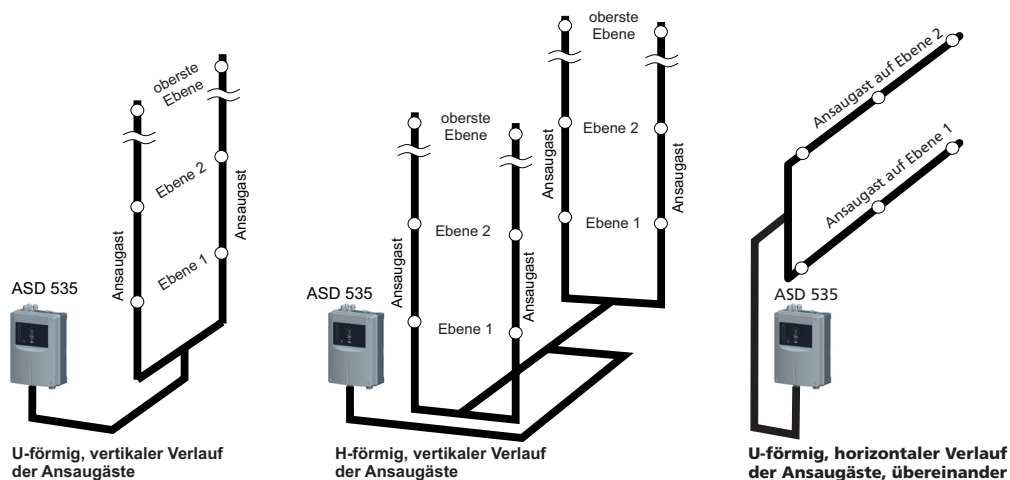 oberste
Ebene
Ebene 2
Ebene 1
Ansaugast
Ansaugast
ASD 535
U-förmig, vertikaler Verlauf
der Ansaugäste
oberste
Ebene
oberste
Ebene
Ebene 2
Ebene 1
Ebene 2
Ebene 1
Ansaugast
Ansaugast
Ansaugast
Ansaugast
ASD 535
H-förmig, vertikaler Verlauf
der Ansaugäste
Ansaugast auf Ebene 2
Ansaugast auf Ebene 1
ASD 535
U-förmig, horizontaler Verlauf
der Ansaugäste, übereinander